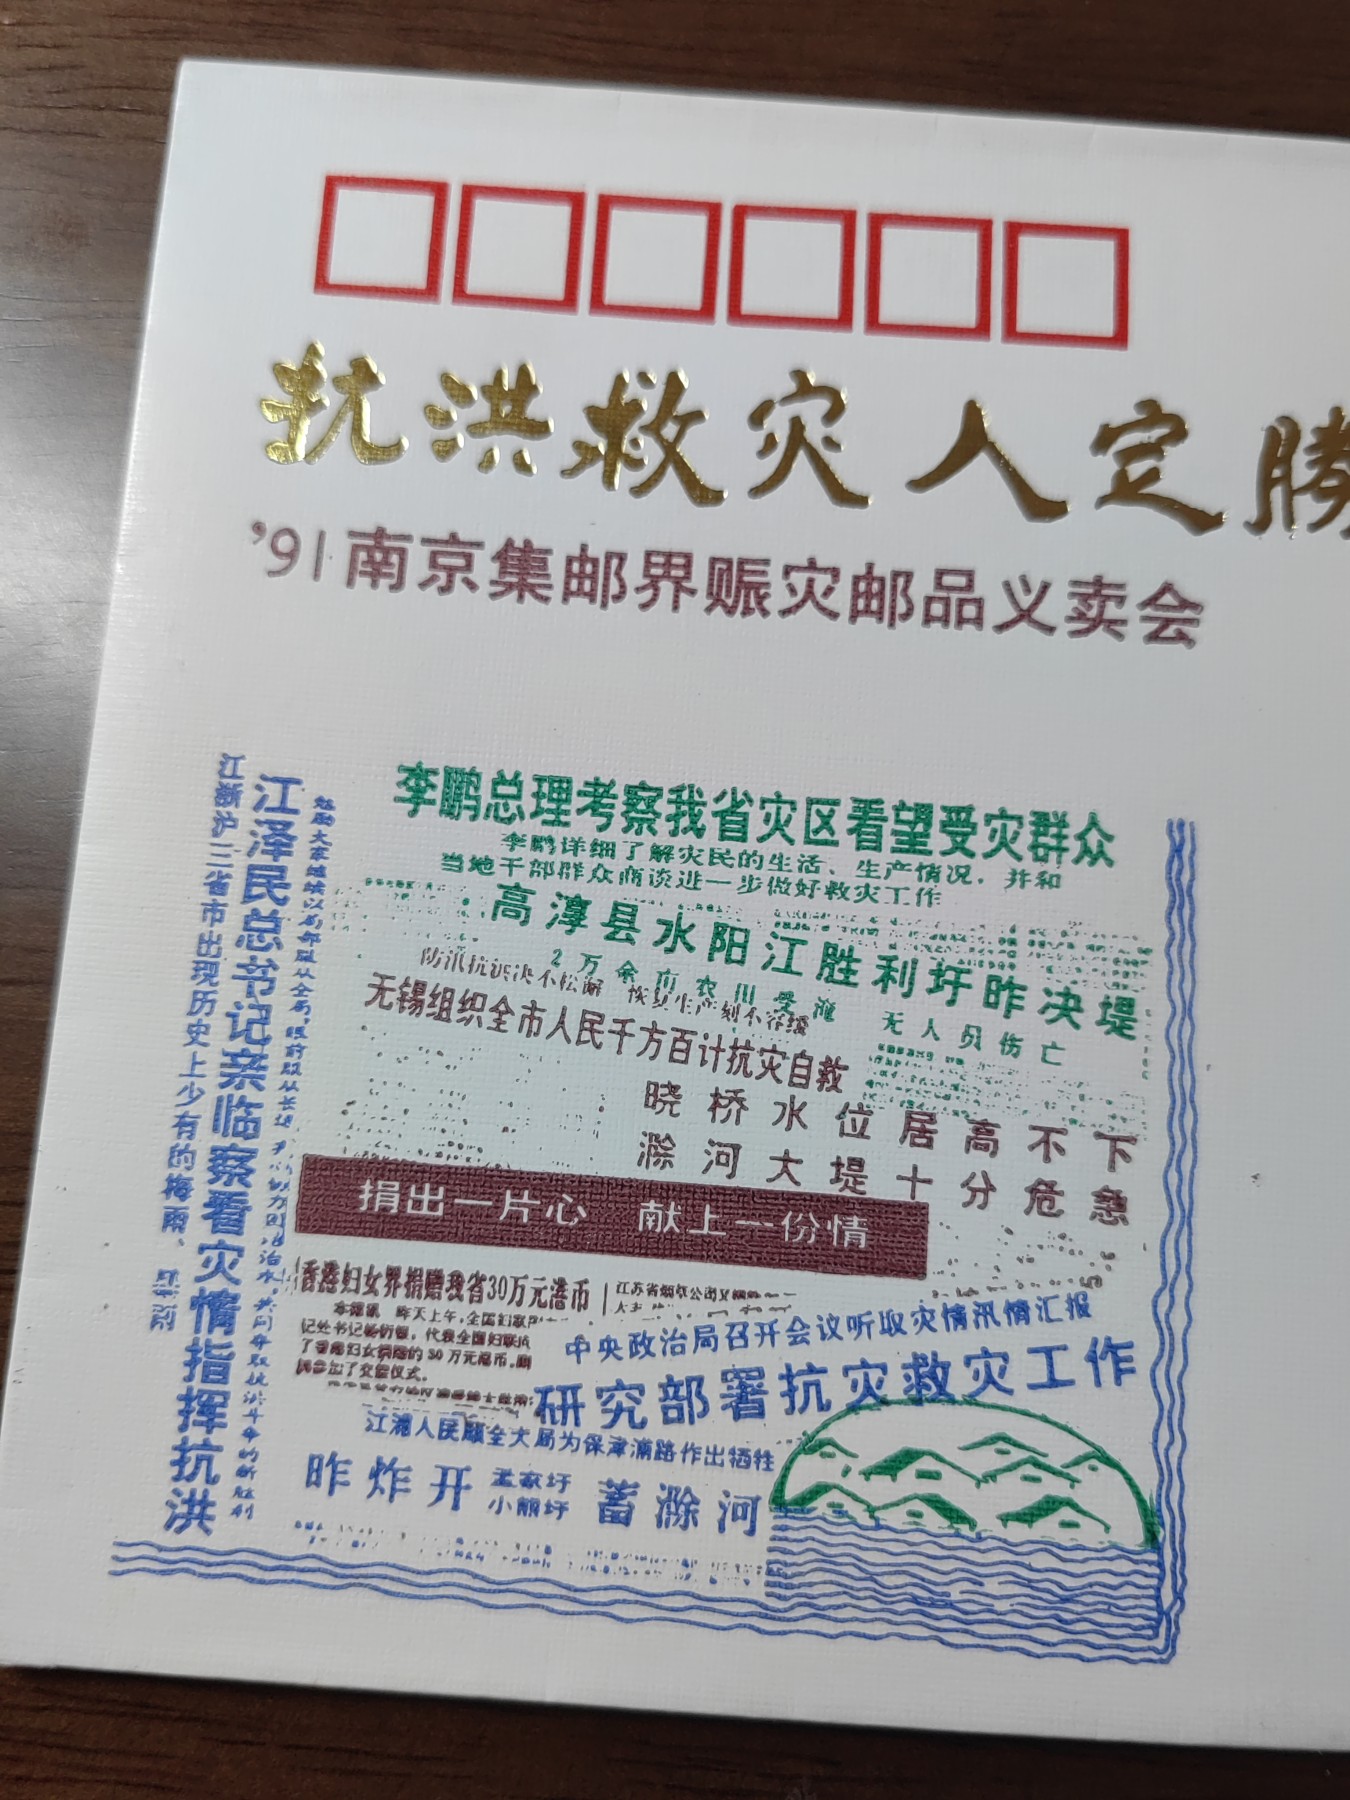 抗洪救灾 人定勝
'91南京集邮界赈灾邮品义卖会
江浙沪三省市出现历史上少有的梅雨、
江泽民总书记亲临察看灾情指挥抗洪
李鹏总理考察我省灾区看望受灾群众
李鹏详细了解灾民的生活、生产情况，并和
当地干部群众商谈进一步做好救灾工作
高淳县水阳江胜利圩昨决堤
2万余亩农田受淹
无人员伤亡
防汛抗洪决不松懈 恢复生产刻不容缓
无锡组织全市人民千方百计抗灾自救
晓桥水位居高不下
滁河大堤十分危急
捐出一片心 献上一份情
香港妇女界捐赠我省30万元港币
中央政治局召开会议听取灾情汛情汇报
研究部署抗灾救灾工作
江浦人民顾全大局为保津浦路作出牺牲
昨炸开 孟家圩 小丽圩 蓄滁河